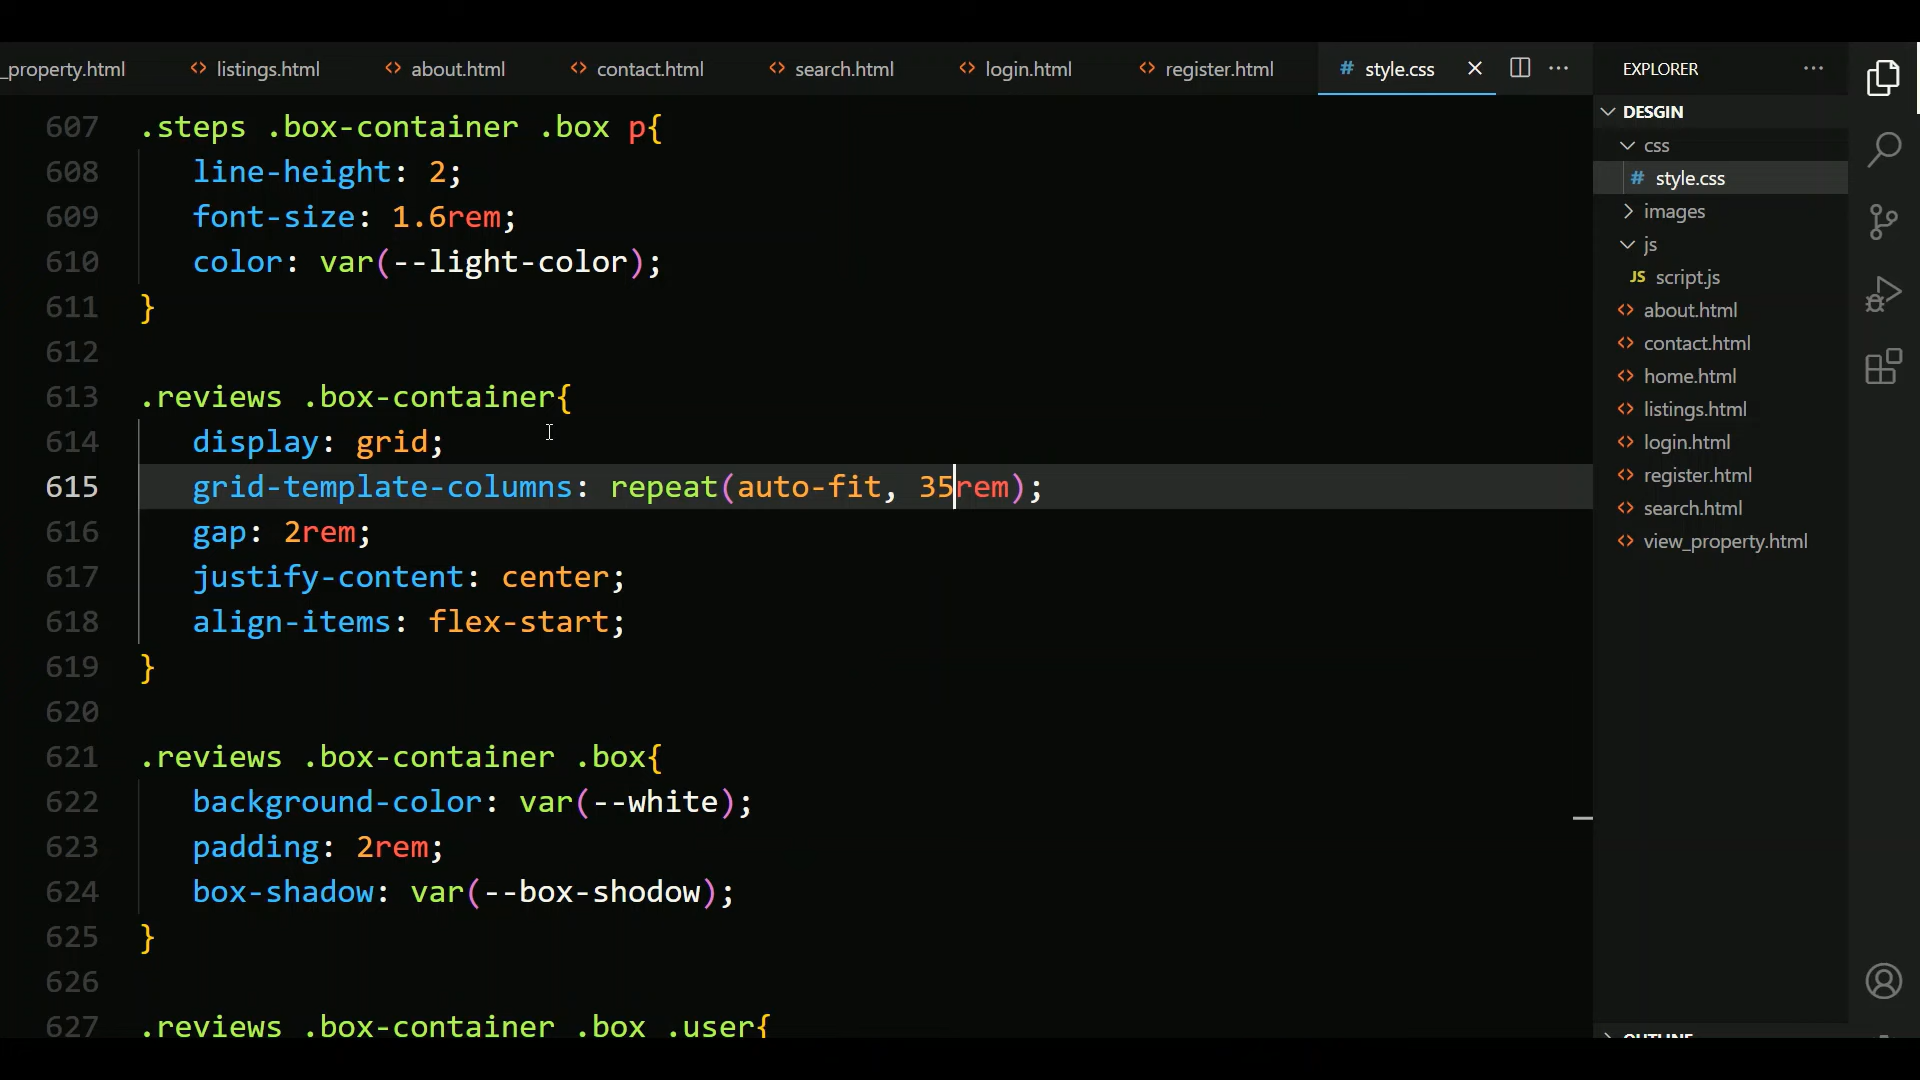 _property.html
listings.html
about.html
contact.html
search.html
login.html
register.html
# style.css
EXPLORER
607 .steps .box-container .box p{
608 line-height: 2;
609 font-size: 1.6rem;
610 color: var(--light-color);
611 }
612
613 .reviews .box-container{
614 display: grid;
615 grid-template-columns: repeat(auto-fit, 35rem);
616 gap: 2rem;
617 justify-content: center;
618 align-items: flex-start;
619 }
620
621 .reviews .box-container .box{
622 background-color: var(--white);
623 padding: 2rem;
624 box-shadow: var(--box-shodow);
625 }
626
627 .reviews .box-container .box .user{
DESGIN
css
# style.css
images
js
JS script.js
about.html
contact.html
home.html
listings.html
login.html
register.html
search.html
view_property.html
OUTLINE